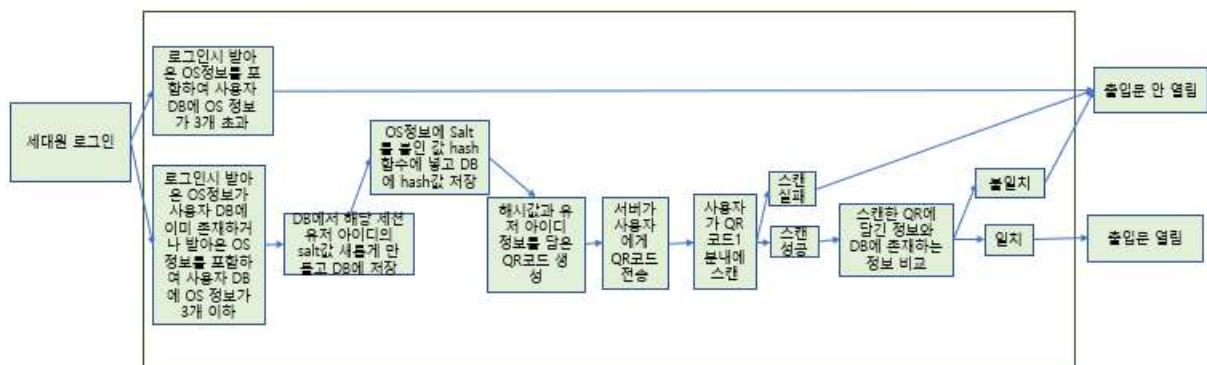 세대원 로그인
로그인시 받아
온 OS정보를 포
함하여 사용자
DB에 OS 정보
가 3개 초과
로그인시 받아
온 OS정보가
사용자 DB에
이미 존재하거
나 받아온 OS
정보를 포함하
여 사용자 DB
에 OS 정보가
3개 이하
DB에서 해당 세션
유저 아이디의
salt값 새롭게 만
들고 DB에 저장
OS정보에 Salt
를 붙인 값 hash
함수에 넣고 DB
에 hash값 저장
해시값과 유
저 아이디
정보를 담은
QR코드 생
성
서버가
사용자
에게
QR코드
전송
사용자
가 QR
코드1
분내에
스캔
스캔
실패
스캔
성공
스캔한 QR에
담긴 정보와
DB에 존재하는
정보 비교
불일치
일치
출입문 안 열림
출입문 열림